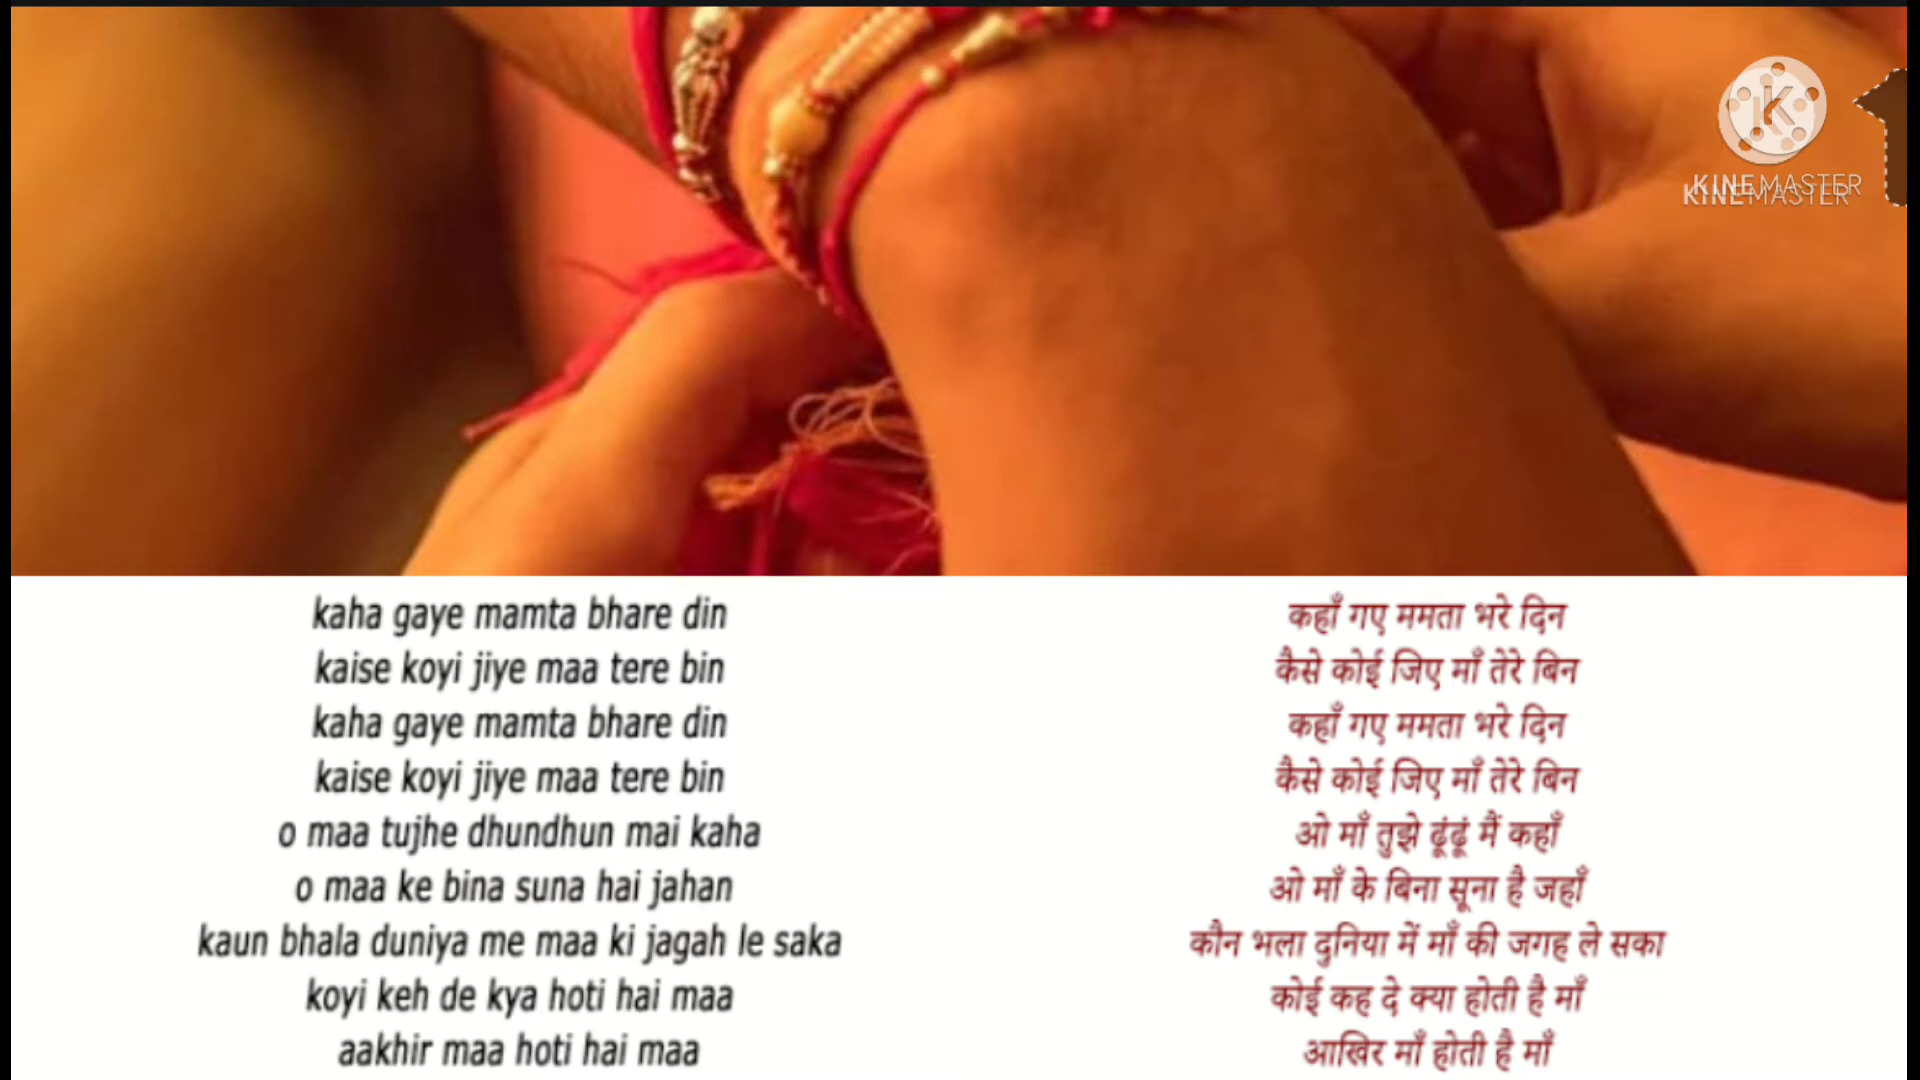 KINEMASTER
KINEMASTER
kaha gaye mamta bhare din
kaise koyi jiye maa tere bin
kaha gaye mamta bhare din
kaise koyi jiye maa tere bin
o maa tujhe dhundhun mai kaha
o maa ke bina suna hai jahan
kaun bhala duniya me maa ki jagah le saka
koyi keh de kya hoti hai maa
aakhir maa hoti hai maa
कहाँ गए ममता भरे दिन
कैसे कोई जिए माँ तेरे बिन
कहाँ गए ममता भरे दिन
कैसे कोई जिए माँ तेरे बिन
ओ माँ तुझे ढूंढूं मैं कहाँ
ओ माँ के बिना सूना है जहाँ
कौन भला दुनिया में माँ की जगह ले सका
कोई कह दे क्या होती है माँ
आखिर माँ होती है माँ